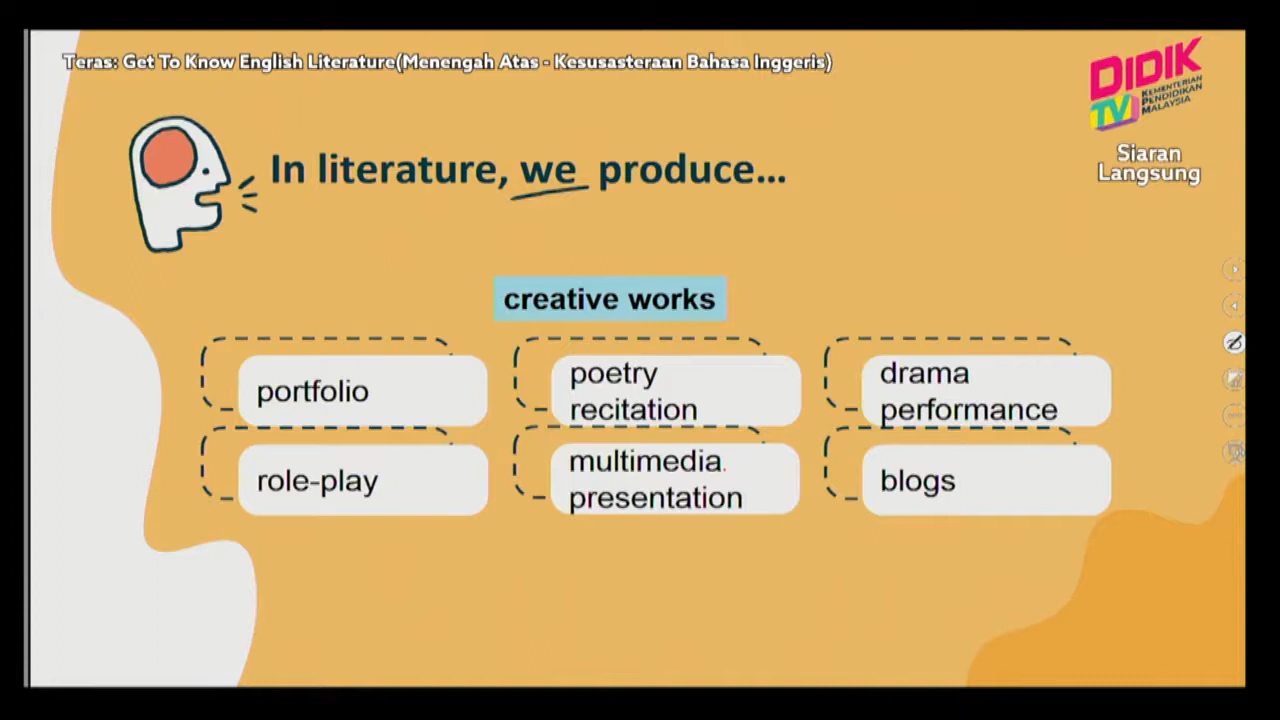 Teras: Get To Know English Literature(Menengah Atas - Kesusasteraan Bahasa Inggeris)
DIDIK
TV
KEMENTERIAN
PENDIDIKAN
MALAYSIA
Siaran
Langsung
In literature, we produce...
creative works
portfolio
poetry
recitation
drama
performance
role-play
multimedia
presentation
blogs